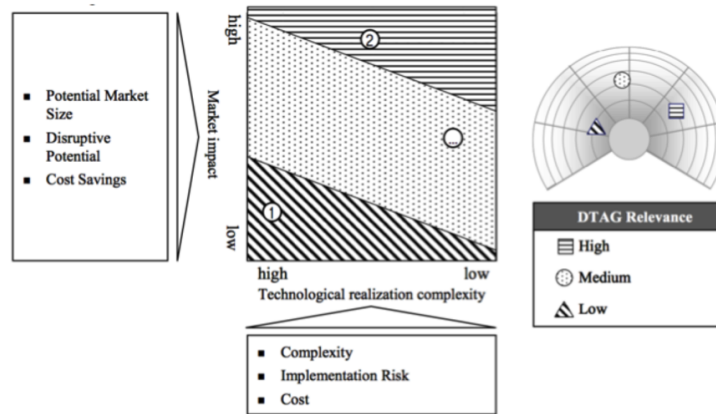 ▪ Potential Market
Size
▪ Disruptive
Potential
▪ Cost Savings
high
Market impact
low
2
...
1
high
low
Technological realization complexity
▪ Complexity
▪ Implementation Risk
▪ Cost
DTAG Relevance
High
Medium
Low